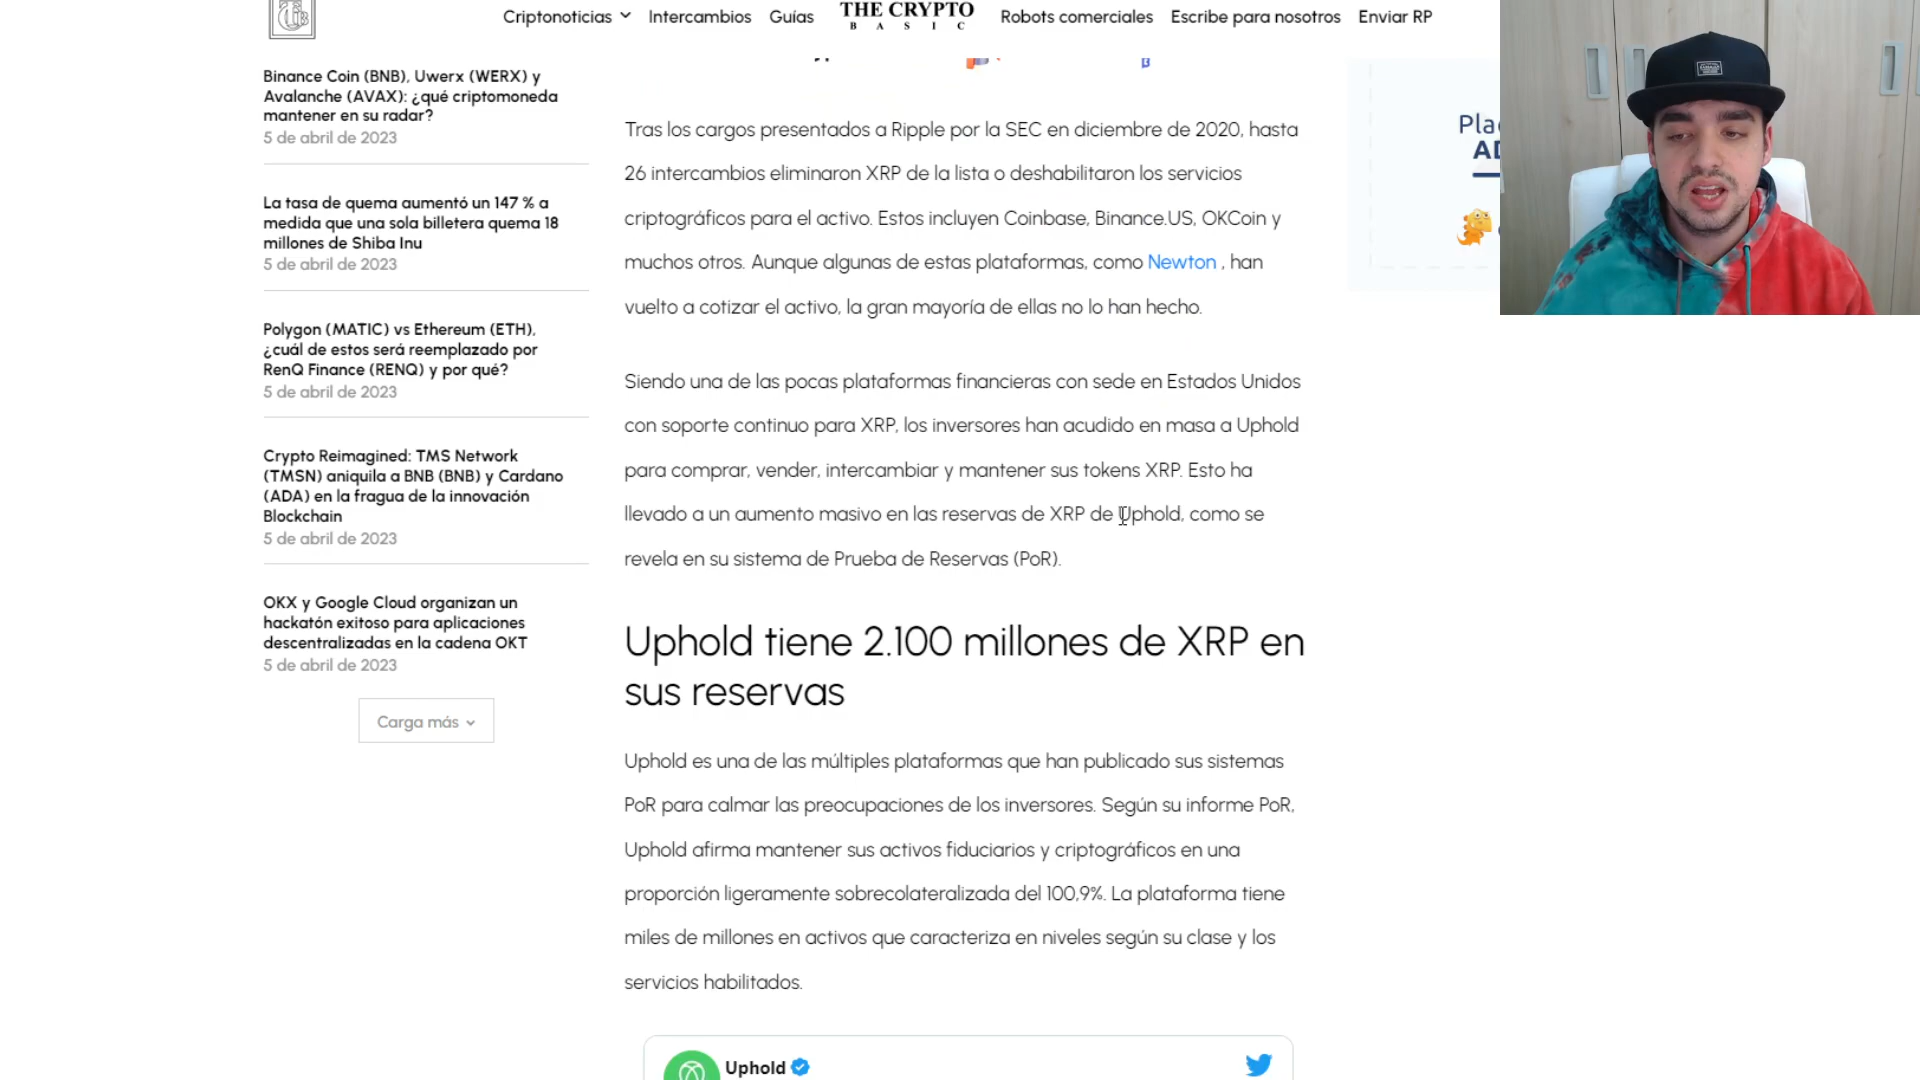 Criptonoticias
Intercambios
Guías
THE CRYPTO
BASIC
Robots comerciales
Escribe para nosotros
Enviar RP
Binance Coin (BNB), Uwerx (WERX) y
Avalanche (AVAX): ¿qué criptomoneda
mantener en su radar?
5 de abril de 2023
La tasa de quema aumentó un 147 % a
medida que una sola billetera quema 18
millones de Shiba Inu
5 de abril de 2023
Polygon (MATIC) vs Ethereum (ETH),
¿cuál de estos será reemplazado por
RenQ Finance (RENQ) y por qué?
5 de abril de 2023
Crypto Reimagined: TMS Network
(TMSN) aniquila a BNB (BNB) y Cardano
(ADA) en la fragua de la innovación
Blockchain
5 de abril de 2023
OKX y Google Cloud organizan un
hackatón exitoso para aplicaciones
descentralizadas en la cadena OKT
5 de abril de 2023
Carga más
Tras los cargos presentados a Ripple por la SEC en diciembre de 2020, hasta
26 intercambios eliminaron XRP de la lista o deshabilitaron los servicios
criptográficos para el activo. Estos incluyen Coinbase, Binance.US, OKCoin y
muchos otros. Aunque algunas de estas plataformas, como Newton , han
vuelto a cotizar el activo, la gran mayoría de ellas no lo han hecho.
Siendo una de las pocas plataformas financieras con sede en Estados Unidos
con soporte continuo para XRP, los inversores han acudido en masa a Uphold
para comprar, vender, intercambiar y mantener sus tokens XRP. Esto ha
llevado a un aumento masivo en las reservas de XRP de Uphold, como se
revela en su sistema de Prueba de Reservas (PoR).
Uphold tiene 2.100 millones de XRP en
sus reservas
Uphold es una de las múltiples plataformas que han publicado sus sistemas
PoR para calmar las preocupaciones de los inversores. Según su informe PoR,
Uphold afirma mantener sus activos fiduciarios y criptográficos en una
proporción ligeramente sobrecolateralizada del 100,9%. La plataforma tiene
miles de millones en activos que caracteriza en niveles según su clase y los
servicios habilitados.
Uphold